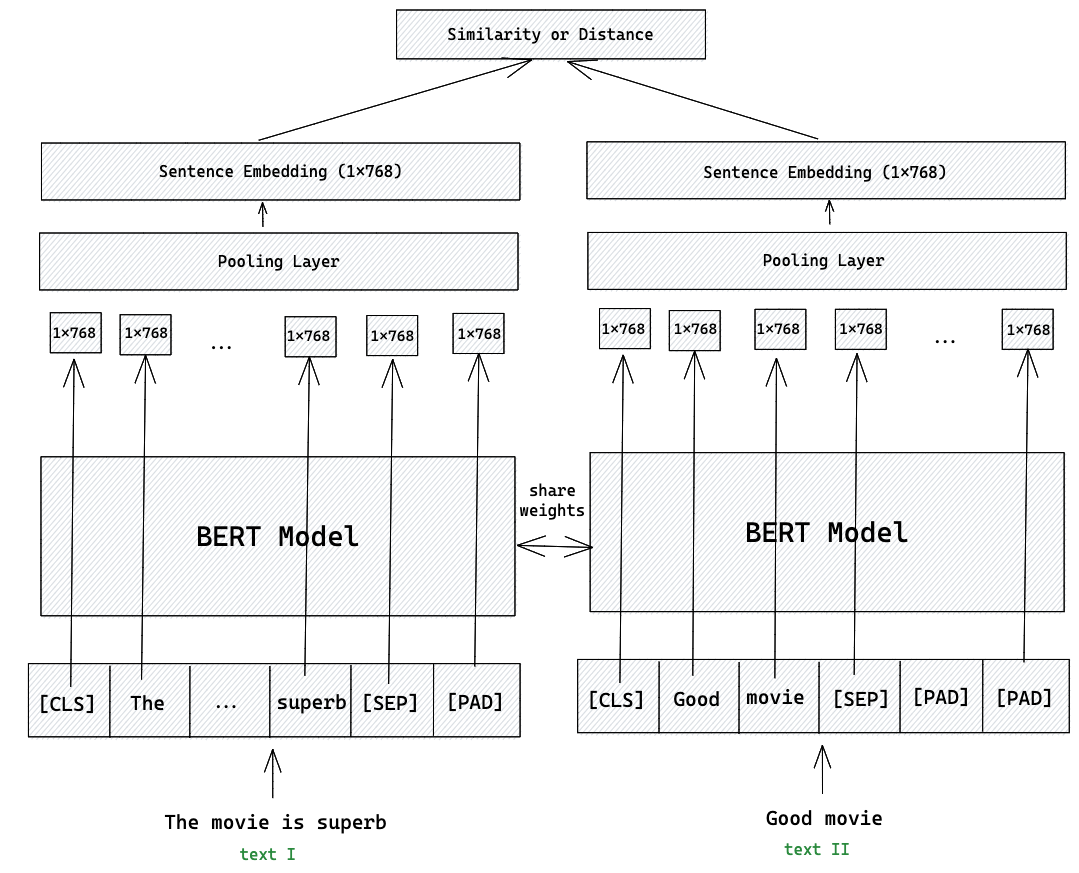 Similarity or Distance
Sentence Embedding (1×768)
Sentence Embedding (1×768)
Pooling Layer
Pooling Layer
1×768 1×768 ... 1×768 1×768 1×768
1×768 1×768 1×768 1×768 ... 1×768
BERT Model
share
weights
BERT Model
[CLS] The ... superb [SEP] [PAD]
[CLS] Good movie [SEP] [PAD] [PAD]
The movie is superb
text I
Good movie
text II